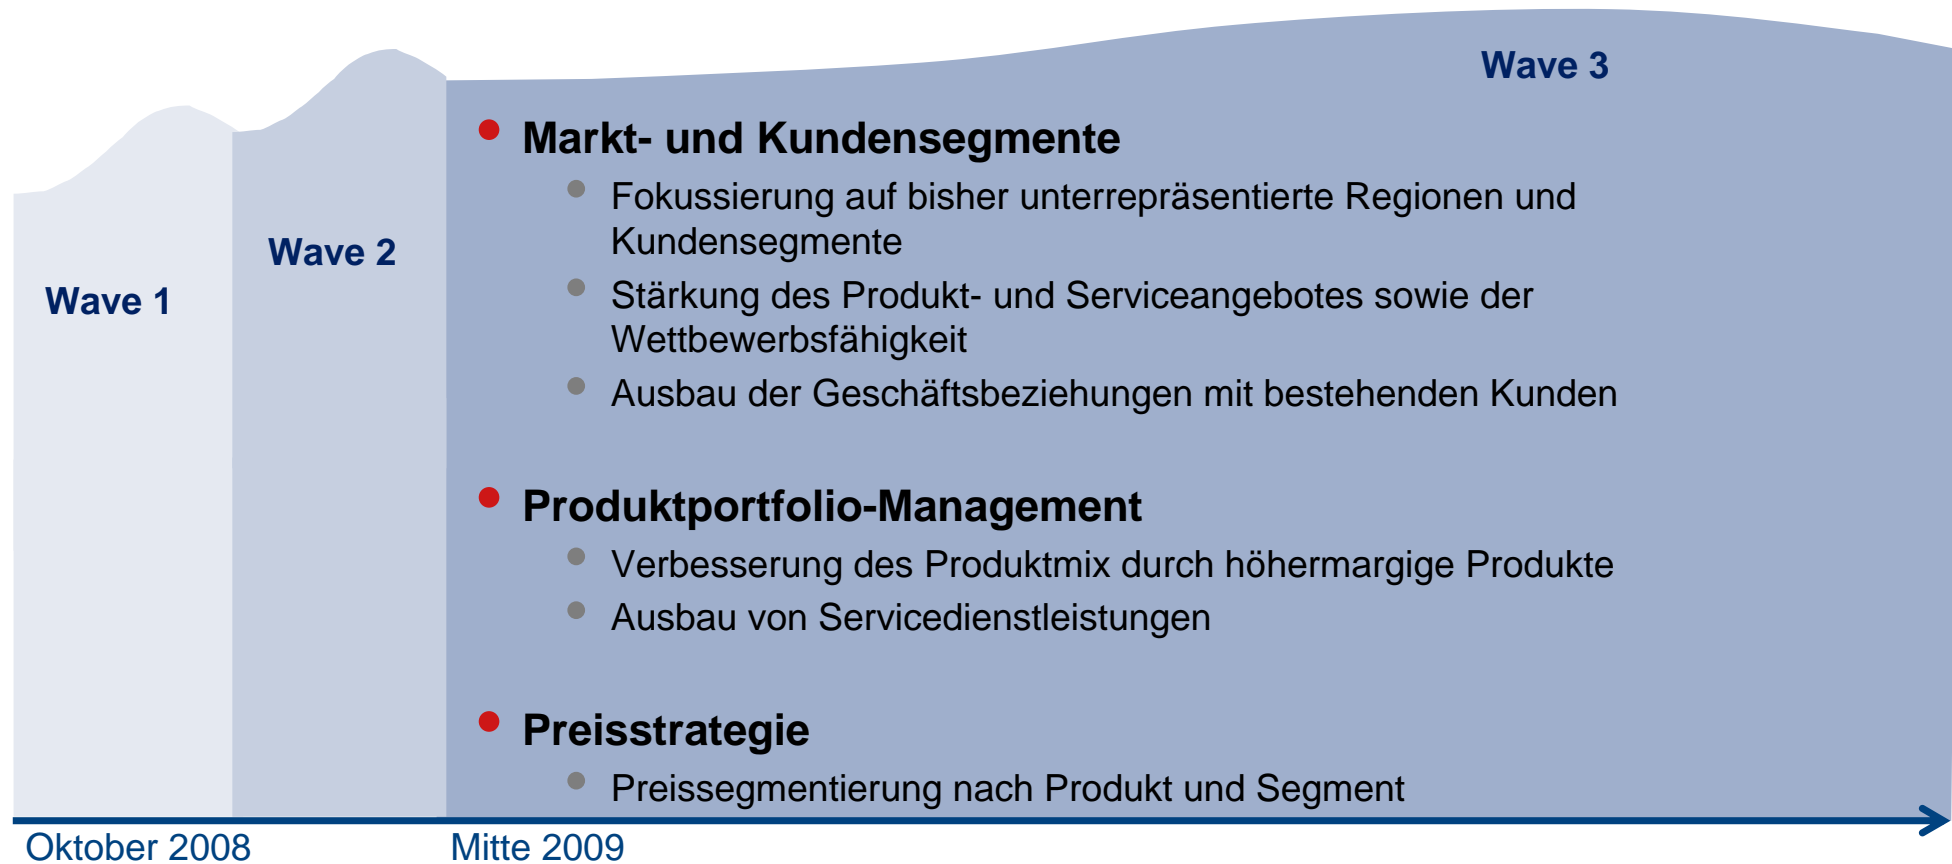 Wave 3
Markt- und Kundensegmente
Fokussierung auf bisher unterrepräsentierte Regionen und
Kundensegmente
Wave 2
Stärkung des Produkt- und Serviceangebotes sowie der
Wave 1
Wettbewerbsfähigkeit
Ausbau der Geschäftsbeziehungen mit bestehenden Kunden
Produktportfolio-Management
Verbesserung des Produktmix durch höhermargige Produkte
Ausbau von Servicedienstleistungen
Preisstrategie
Preissegmentierung nach Produkt und Segment
Oktober 2008
Mitte 2009